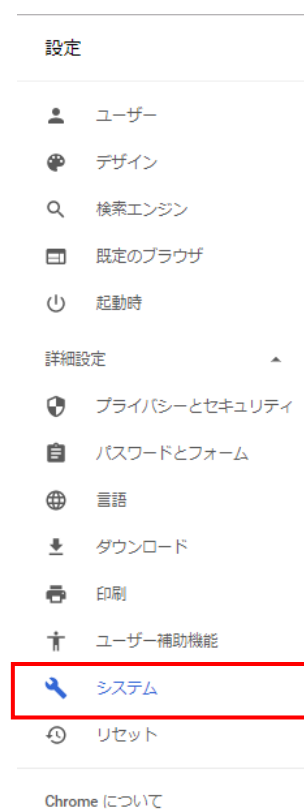 設定
ユーザー
デザイン
検索エンジン
既定のブラウザ
起動時
詳細設定
プライバシーとセキュリティ
パスワードとフォーム
言語
ダウンロード
印刷
ユーザー補助機能
システム
リセット
Chrome について